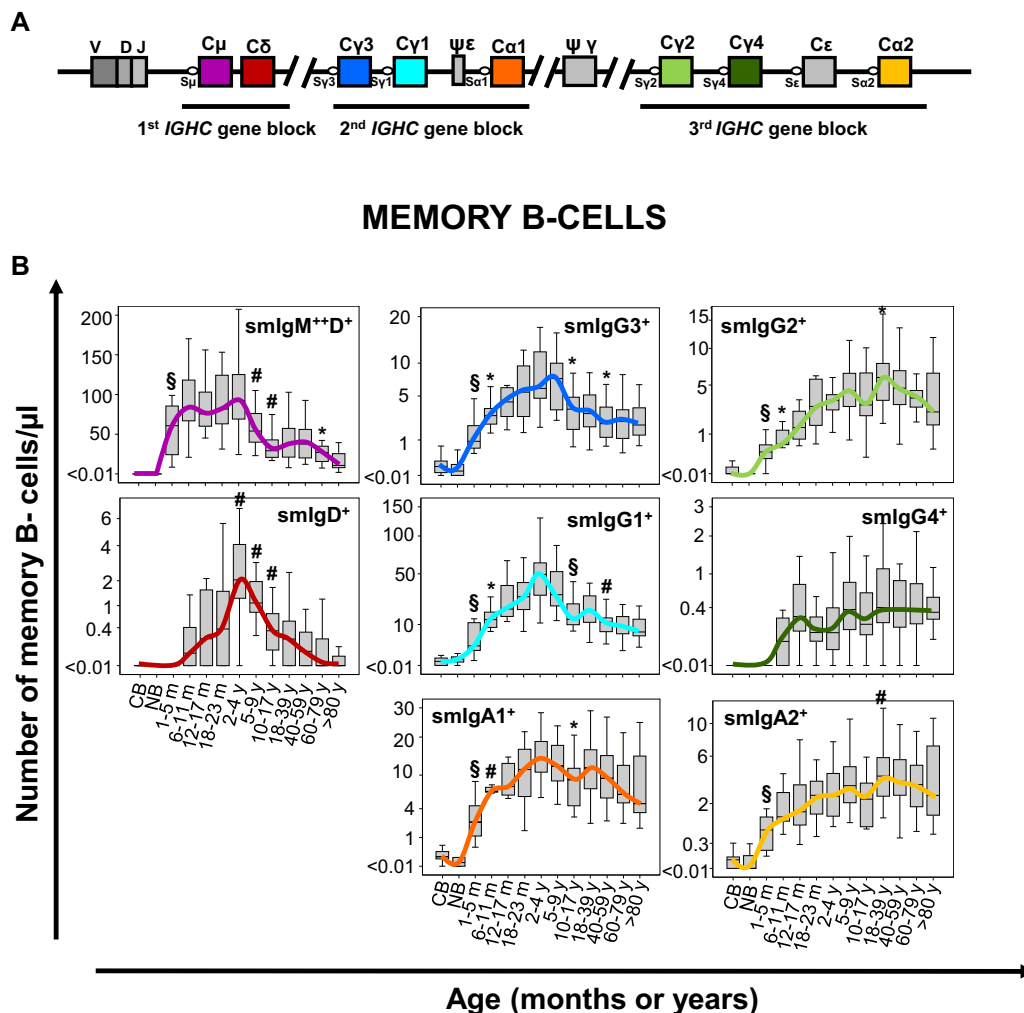 A
V D J Cμ Cδ Cγ3 Cγ1 Ψε Cα1 Ψ γ Cγ2 Cγ4 Cε Cα2
Sμ Sγ3 Sγ1 Sα1 Sγ2 Sγ4 Sε Sα2
1st IGHC gene block 2nd IGHC gene block 3rd IGHC gene block
MEMORY B-CELLS
B
Number of memory B- cells/µl
smIgM++D+
200
150
100
50
<0.01
§ # # *
smIgG3+
20
10
5
1
<0.01
§ * * *
smIgG2+
15
10
5
1
<0.01
§ * *
smIgD+
6
4
2
1
0.4
<0.01
# # #
CB NB 1-5 m 6-11 m 12-17 m 18-23 m 2-4 y 5-9 y 10-17 y 18-39 y 40-59 y 60-79 y >80 y
smIgG1+
150
100
50
10
<0.01
§ * § #
smIgG4+
3
2
1
0.4
<0.01
smIgA1+
30
20
10
4
1
<0.01
§ # *
CB NB 1-5 m 6-11 m 12-17 m 18-23 m 2-4 y 5-9 y 10-17 y 18-39 y 40-59 y 60-79 y >80 y
smIgA2+
10
6
2
0.3
<0.01
§ #
CB NB 1-5 m 6-11 m 12-17 m 18-23 m 2-4 y 5-9 y 10-17 y 18-39 y 40-59 y 60-79 y >80 y
Age (months or years)